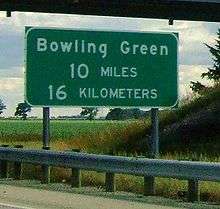 Bowling Green
10 MILES
16 KILOMETERS